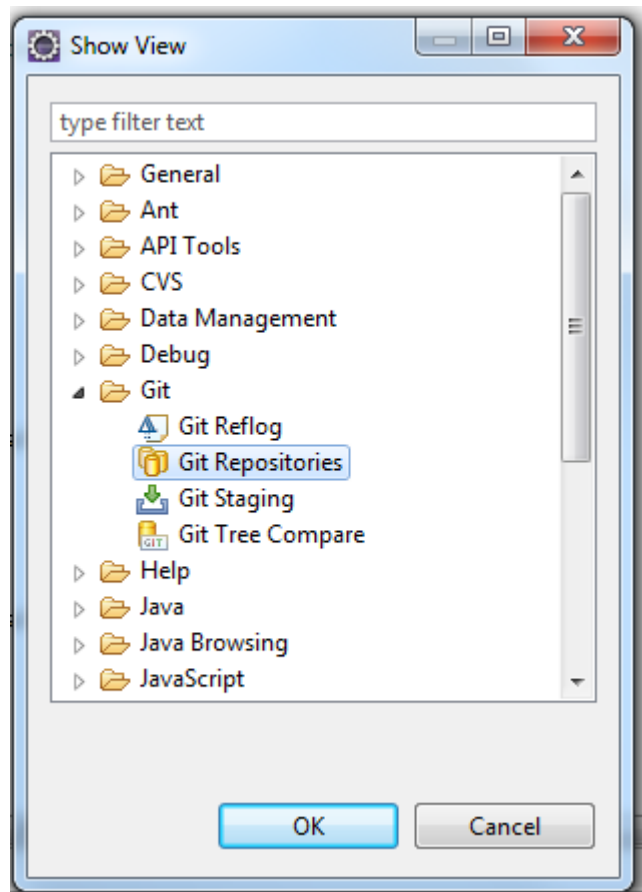 Show View
type filter text
General
Ant
API Tools
CVS
Data Management
Debug
Git
Git Reflog
Git Repositories
Git Staging
GIT Git Tree Compare
Help
Java
Java Browsing
JavaScript
OK Cancel